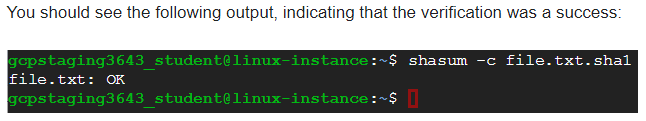 You should see the following output, indicating that the verification was a success:
gcpstaging3643_student@linux-instance:~$ shasum -c file.txt.sha1
file.txt: OK
gcpstaging3643_student@linux-instance:~$